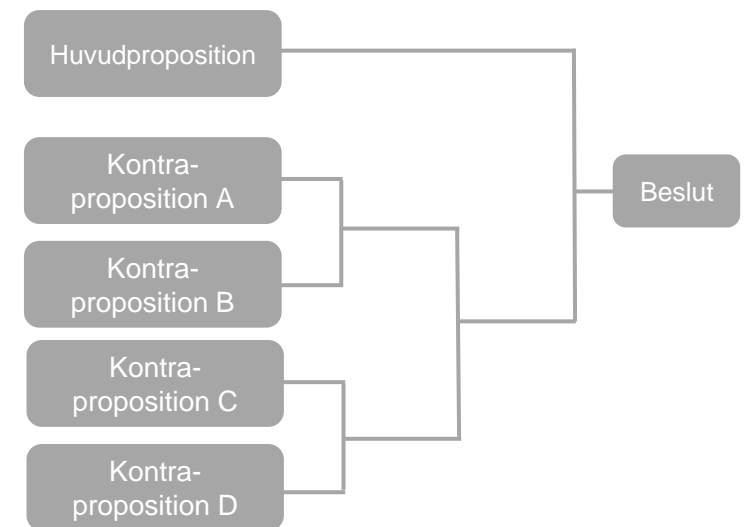 Huvudproposition
Kontra-
proposition A
Kontra-
proposition B
Kontra-
proposition C
Kontra-
proposition D
Beslut